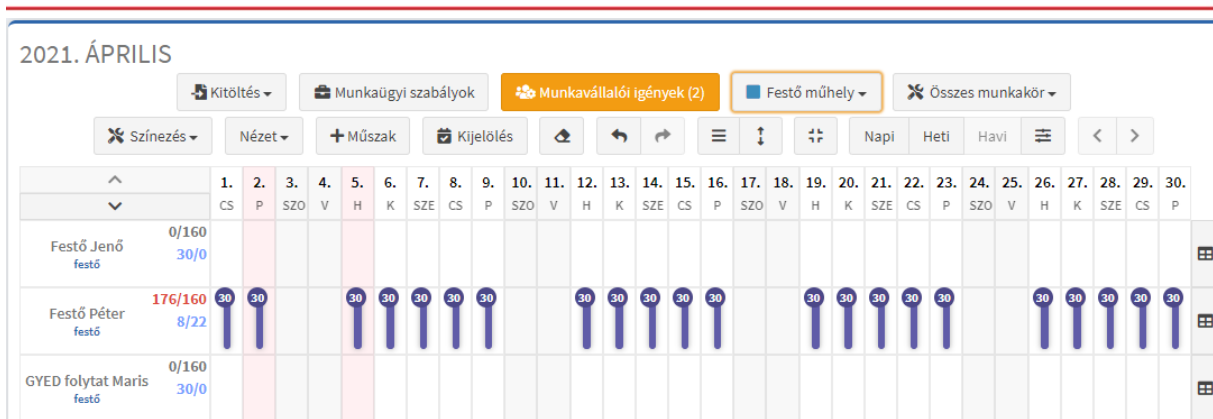 2021. ÁPRILIS
Kitöltés Munkaügyi szabályok Munkavállalói igények (2) Festő műhely Összes munkakör
Színezés Nézet Műszak Kijelölés Napi Heti Havi
1. 2. 3. 4. 5. 6. 7. 8. 9. 10. 11. 12. 13. 14. 15. 16. 17. 18. 19. 20. 21. 22. 23. 24. 25. 26. 27. 28. 29. 30.
CS P SZO V H K SZE CS P SZO V H K SZE CS P SZO V H K SZE CS P SZO V H K SZE CS P
Festő Jenő 0/160
festő 30/0
Festő Péter 176/160 30 30 30 30 30 30 30 30 30 30 30 30 30 30 30 30 30 30 30 30 30 30
festő 8/22
GYED folytat Maris 0/160
festő 30/0